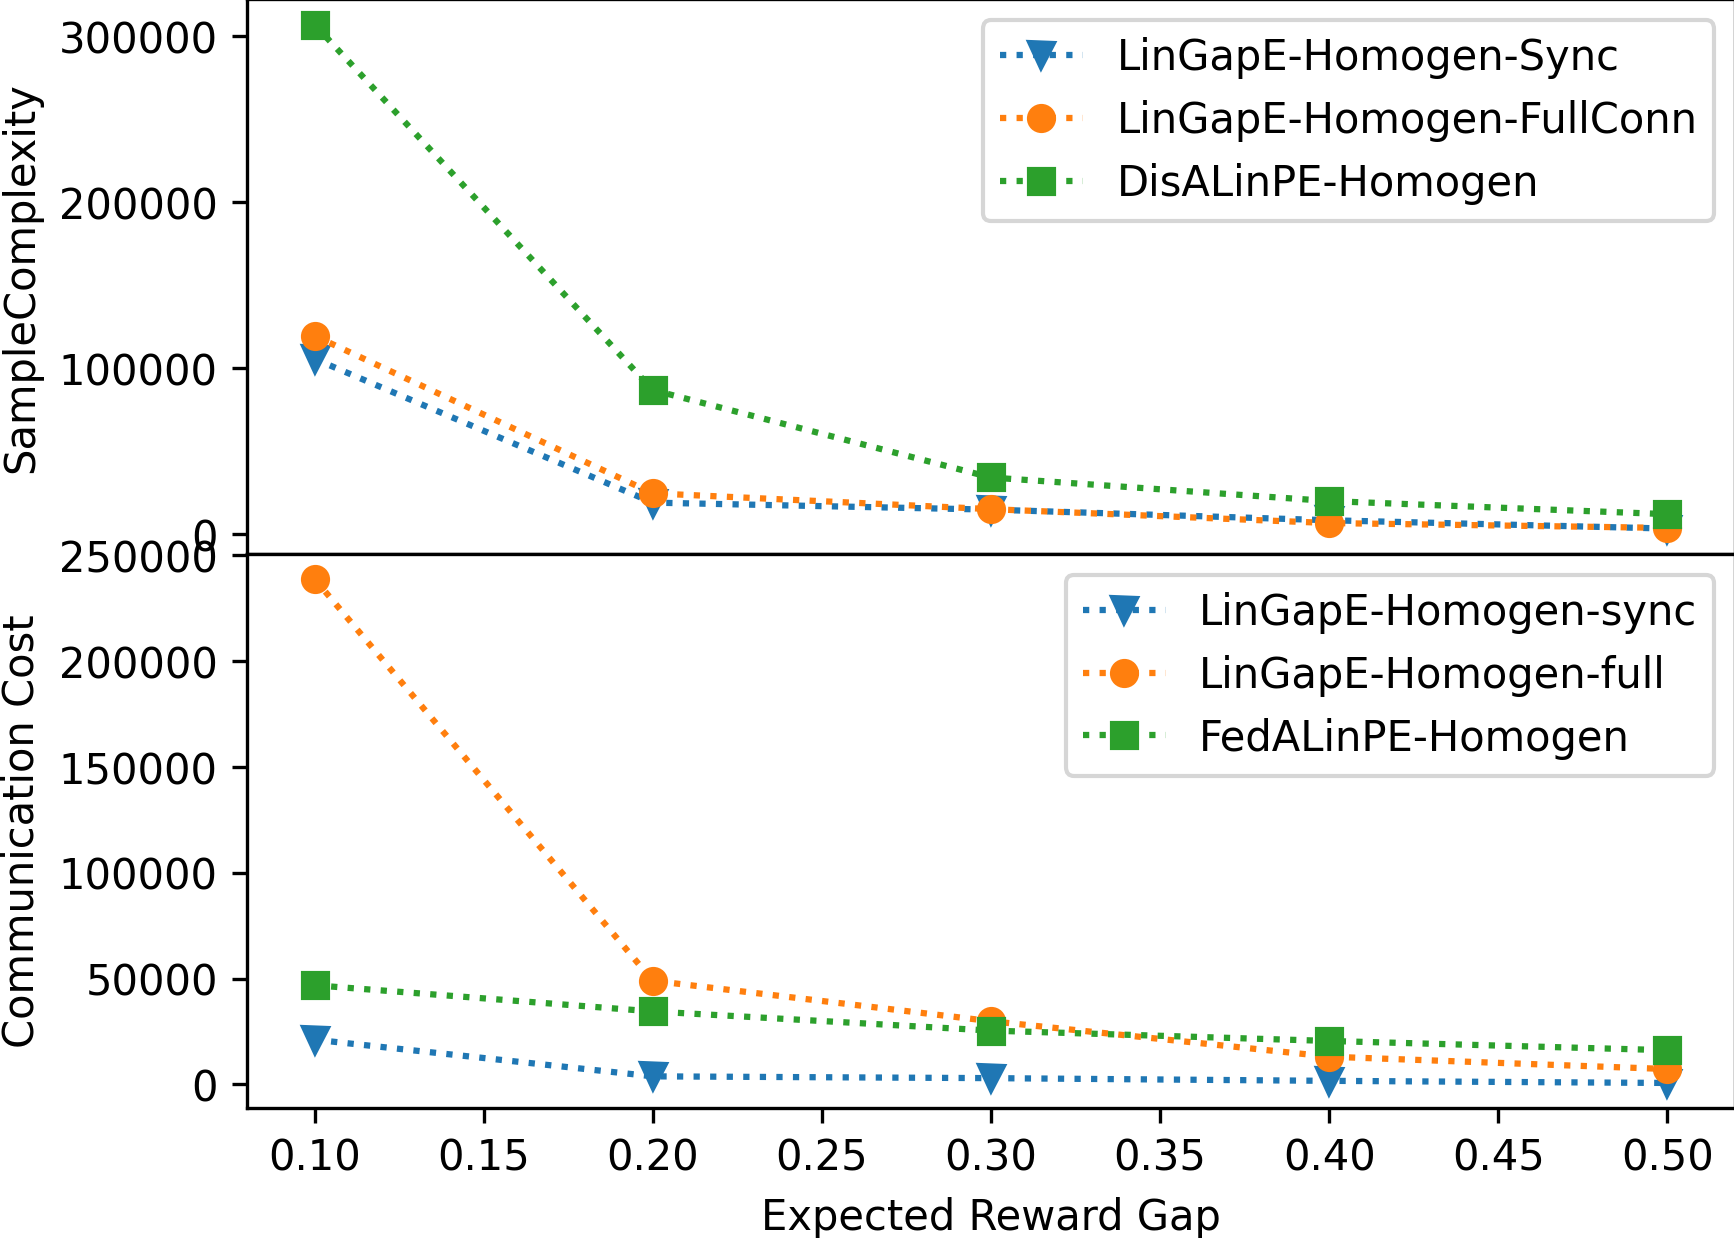 SampleComplexity
300000
200000
100000
0
LinGapE-Homogen-Sync
LinGapE-Homogen-FullConn
DisALinPE-Homogen
Communication Cost
250000
200000
150000
100000
50000
0
LinGapE-Homogen-sync
LinGapE-Homogen-full
FedALinPE-Homogen
0.10 0.15 0.20 0.25 0.30 0.35 0.40 0.45 0.50
Expected Reward Gap